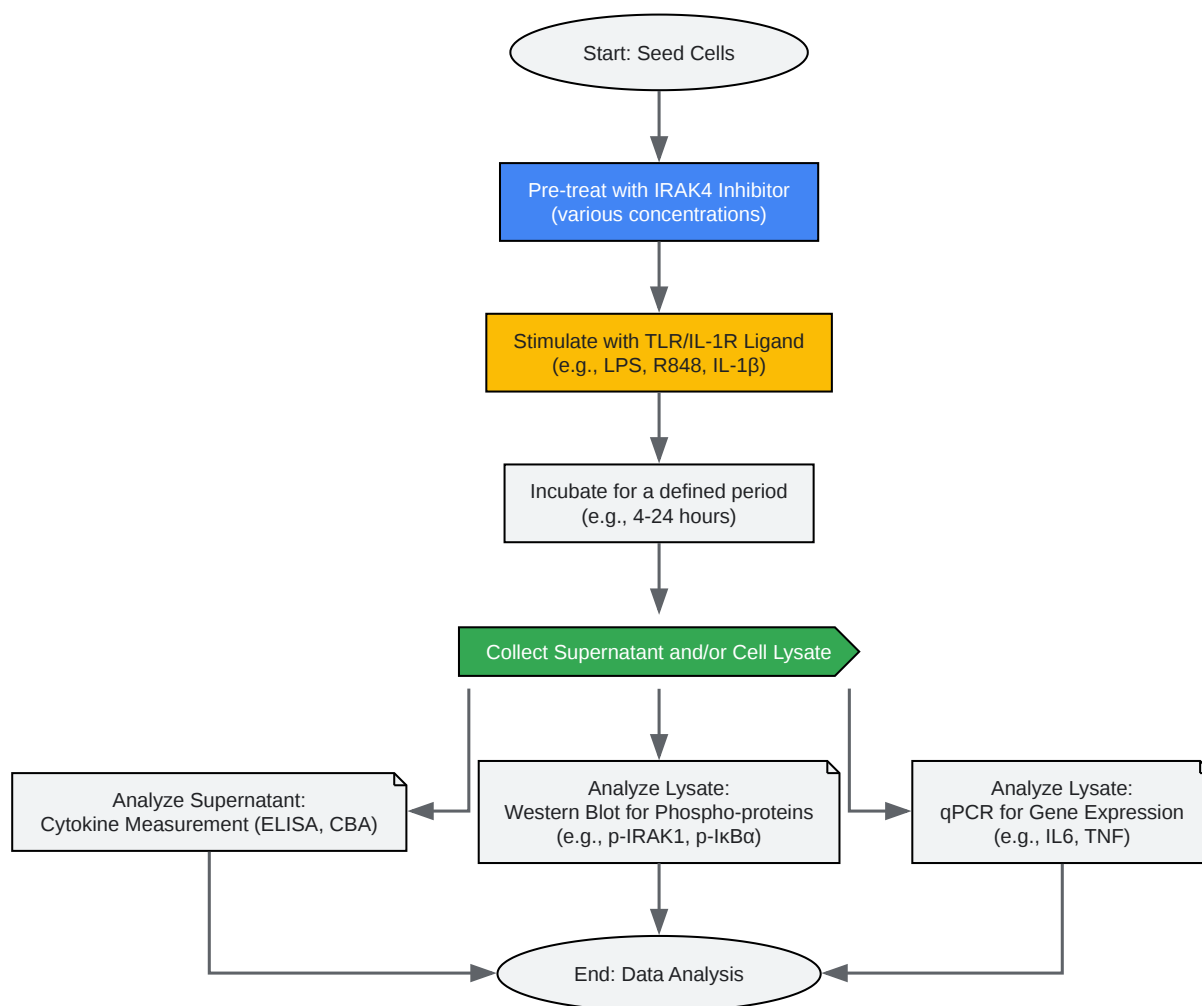 Start: Seed Cells
Pre-treat with IRAK4 Inhibitor
(various concentrations)
Stimulate with TLR/IL-1R Ligand
(e.g., LPS, R848, IL-1β)
Incubate for a defined period
(e.g., 4-24 hours)
Collect Supernatant and/or Cell Lysate
Analyze Supernatant:
Cytokine Measurement (ELISA, CBA)
Analyze Lysate:
Western Blot for Phospho-proteins
(e.g., p-IRAK1, p-IκBα)
Analyze Lysate:
qPCR for Gene Expression
(e.g., IL6, TNF)
End: Data Analysis